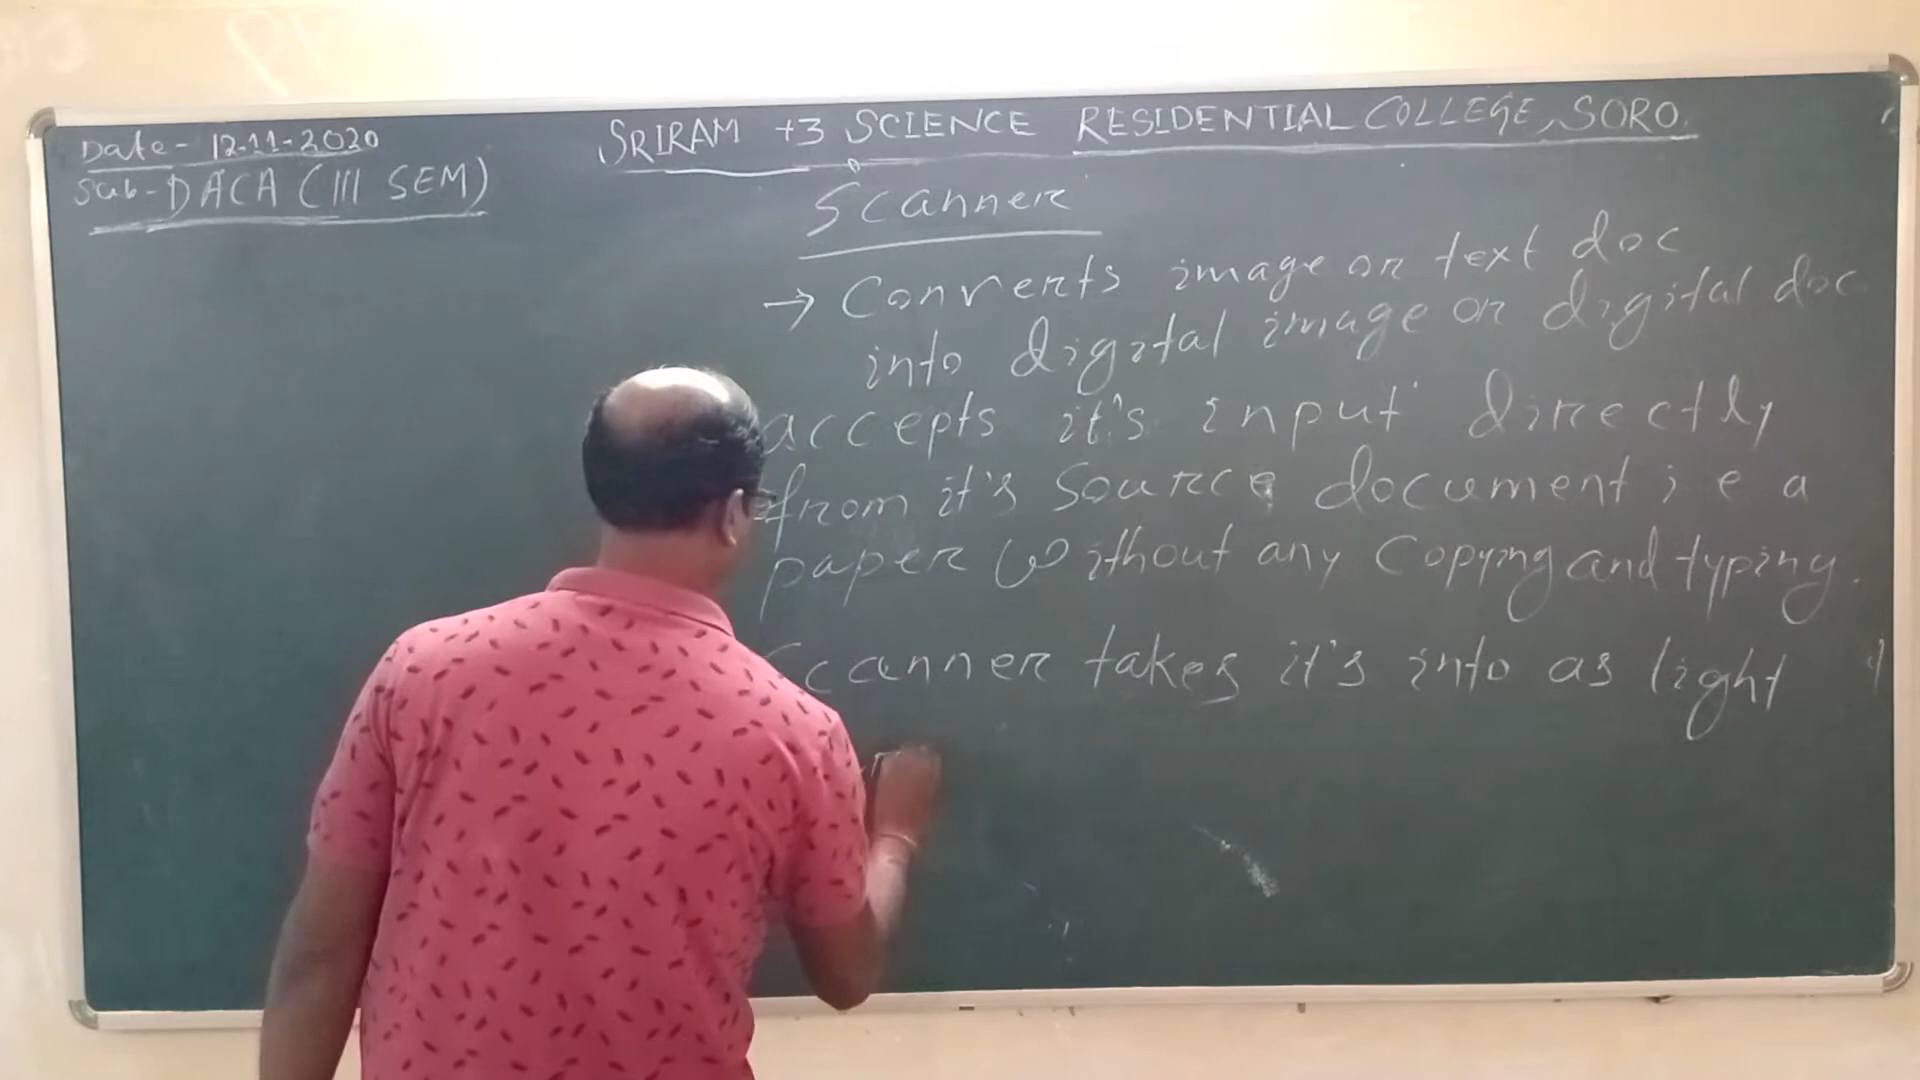 Date- 12-11-2020
Sub-DACA (III SEM)
SRIRAM +3 SCIENCE RESIDENTIAL COLLEGE, SORO.
Scanner
→ Converts image or text doc
into digital image or digital doc
accepts it's input directly
from it's source document i e a
paper without any Copying and typing.
Scanner takes it's into as light